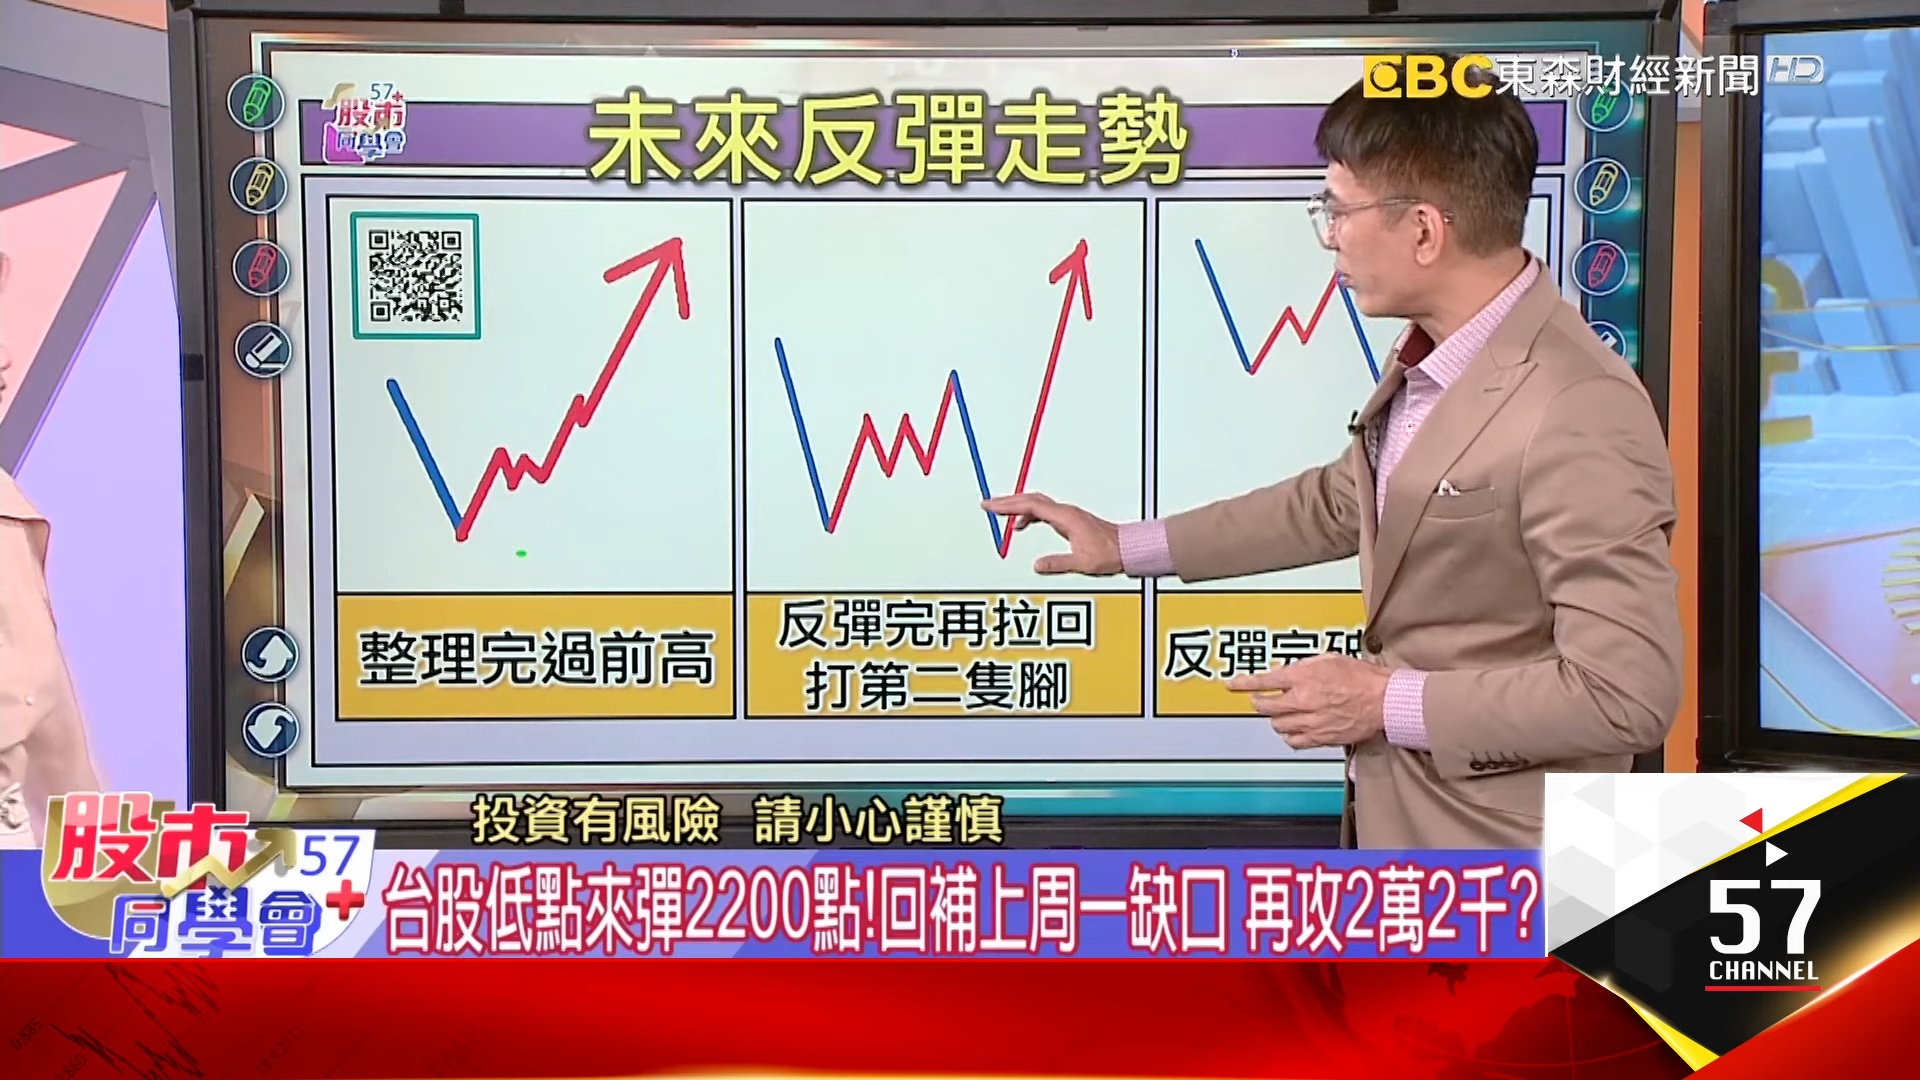 EBC 東森財經新聞 HD
57+
股市
同學會
未來反彈走勢
整理完過前高
反彈完再拉回
打第二隻腳
反彈完破
投資有風險 請小心謹慎
股市 57
同學會+
台股低點來彈2200點!回補上周一缺口 再攻2萬2千?
57
CHANNEL